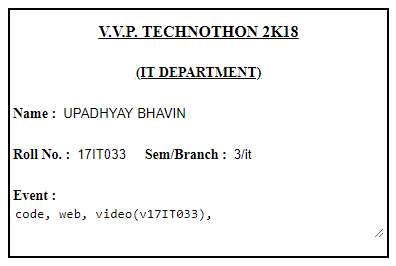 V.V.P. TECHNOTHON 2K18
(IT DEPARTMENT)
Name : UPADHYAY BHAVIN
Roll No. : 17IT033 Sem/Branch : 3/it
Event :
code, web, video(v17IT033),